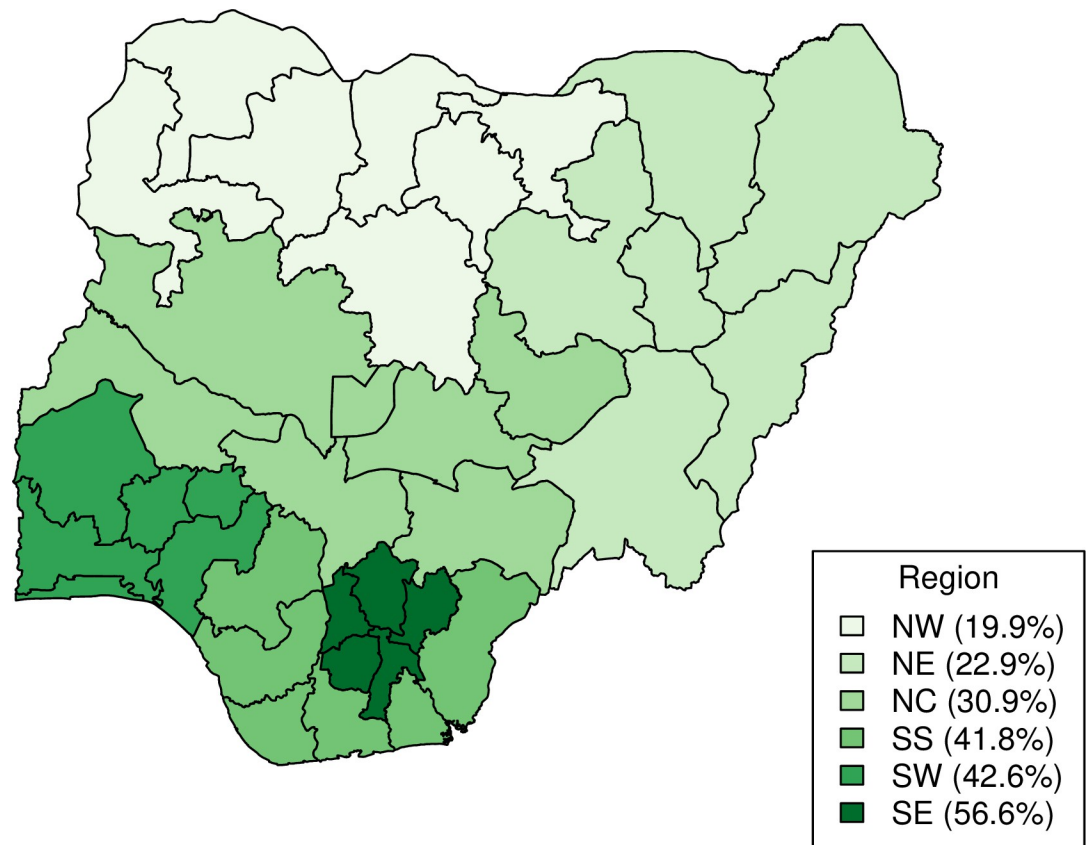 Region
NW (19.9%)
NE (22.9%)
NC (30.9%)
SS (41.8%)
SW (42.6%)
SE (56.6%)